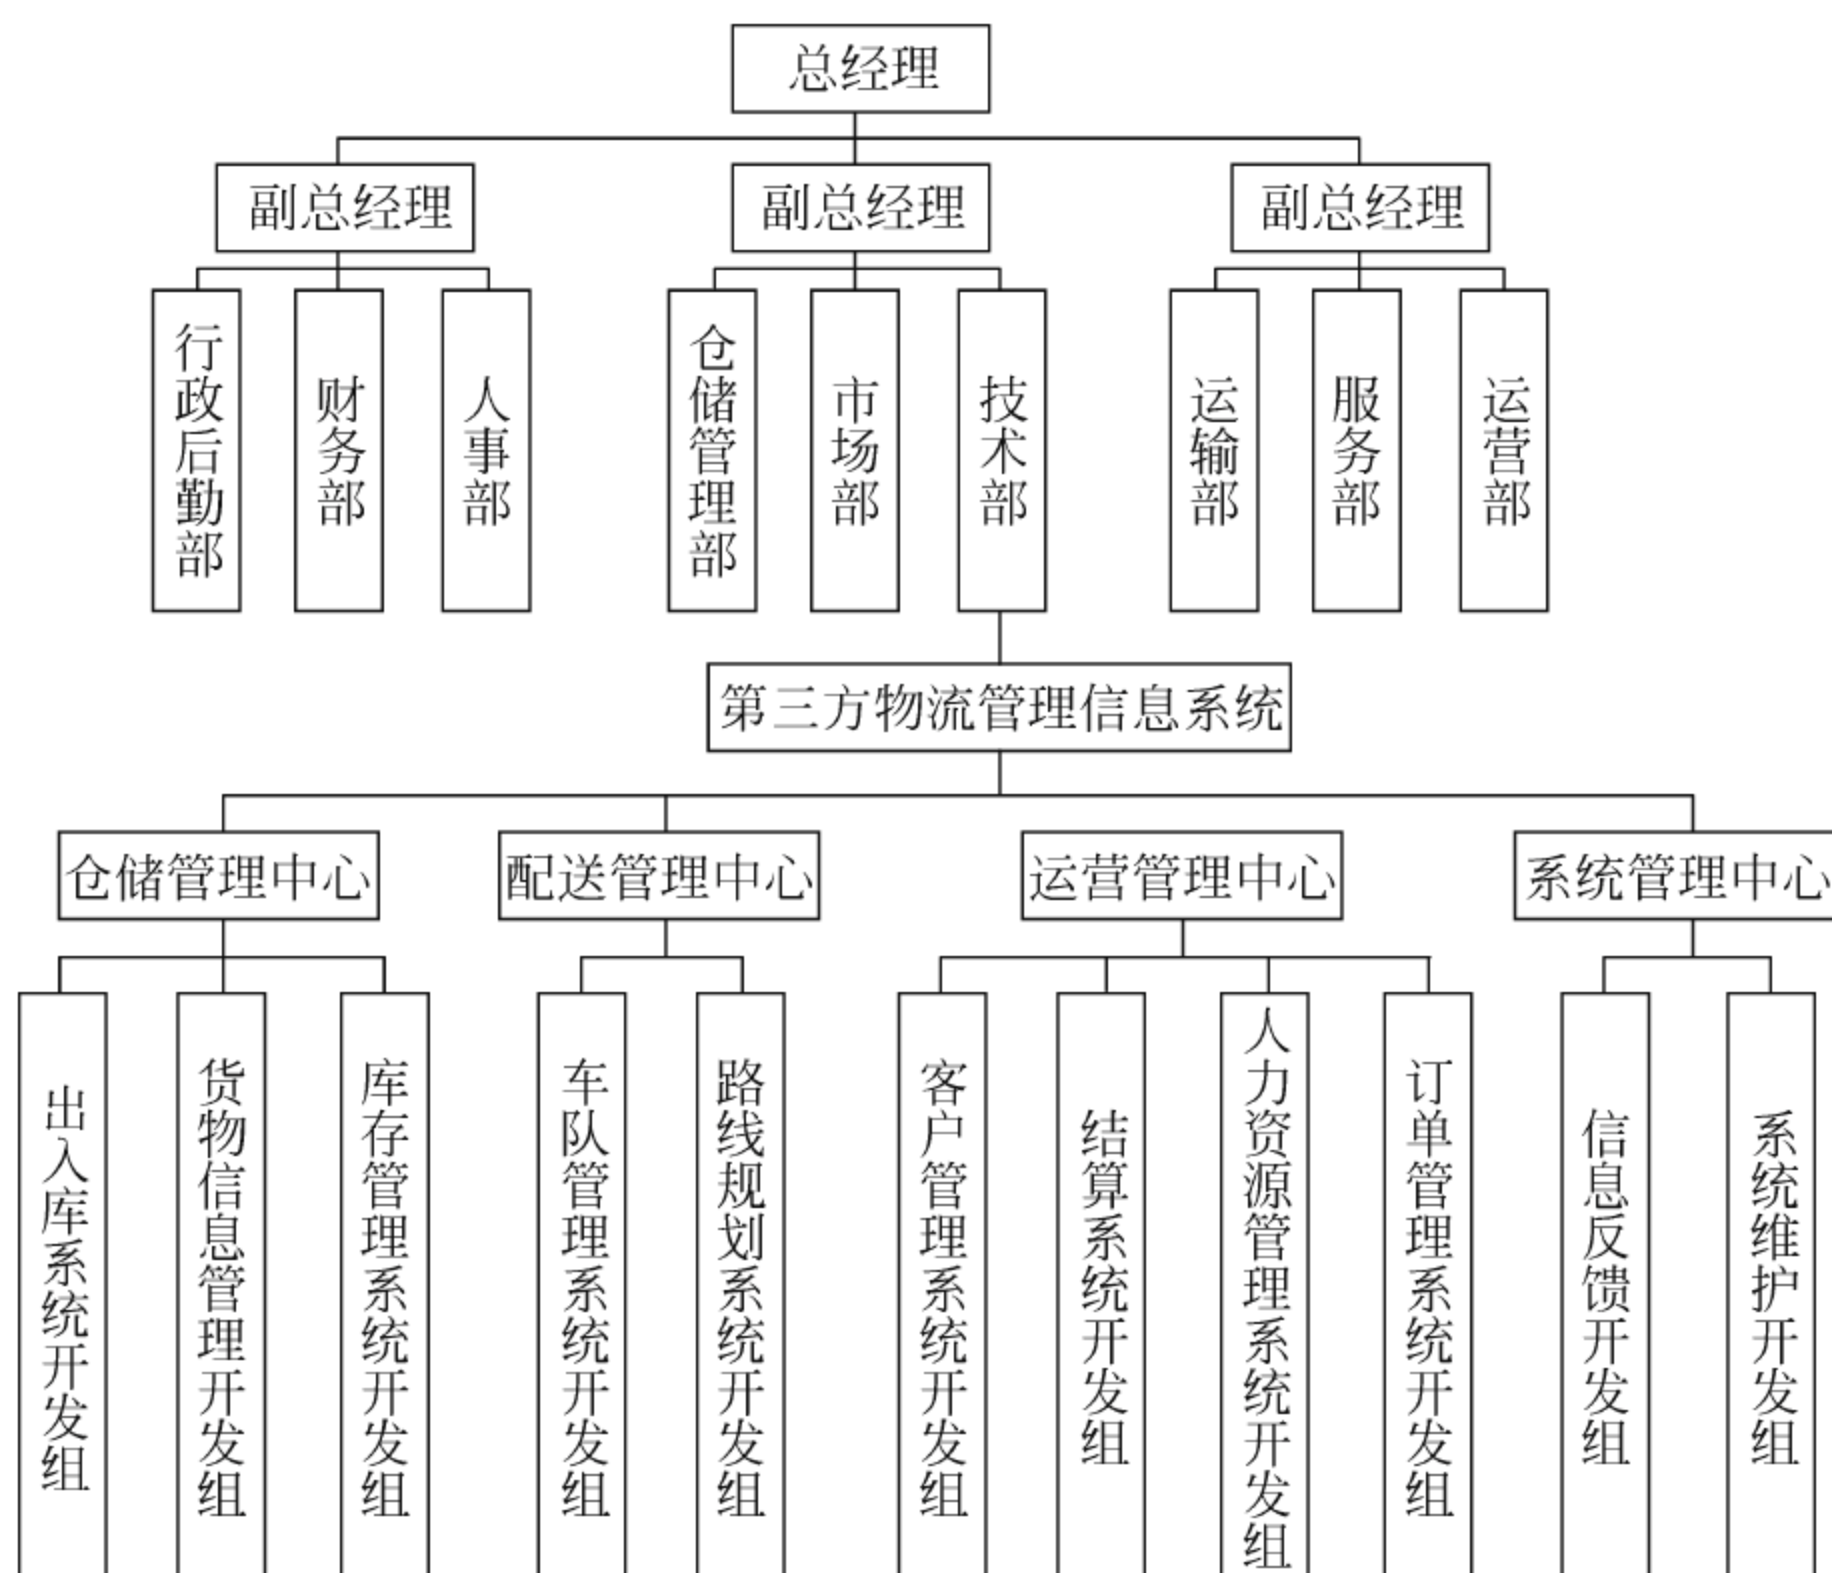 总经理
副总经理
副总经理
副总经理
行政后勤部
财务部
人事部
仓储管理部
市场部
技术部
运输部
服务部
运营部
第三方物流管理信息系统
仓储管理中心
配送管理中心
运营管理中心
系统管理中心
出入库系统开发组
货物信息管理开发组
库存管理系统开发组
车队管理系统开发组
路线规划系统开发组
客户管理系统开发组
结算系统开发组
人力资源管理系统开发组
订单管理系统开发组
信息反馈开发组
系统维护开发组